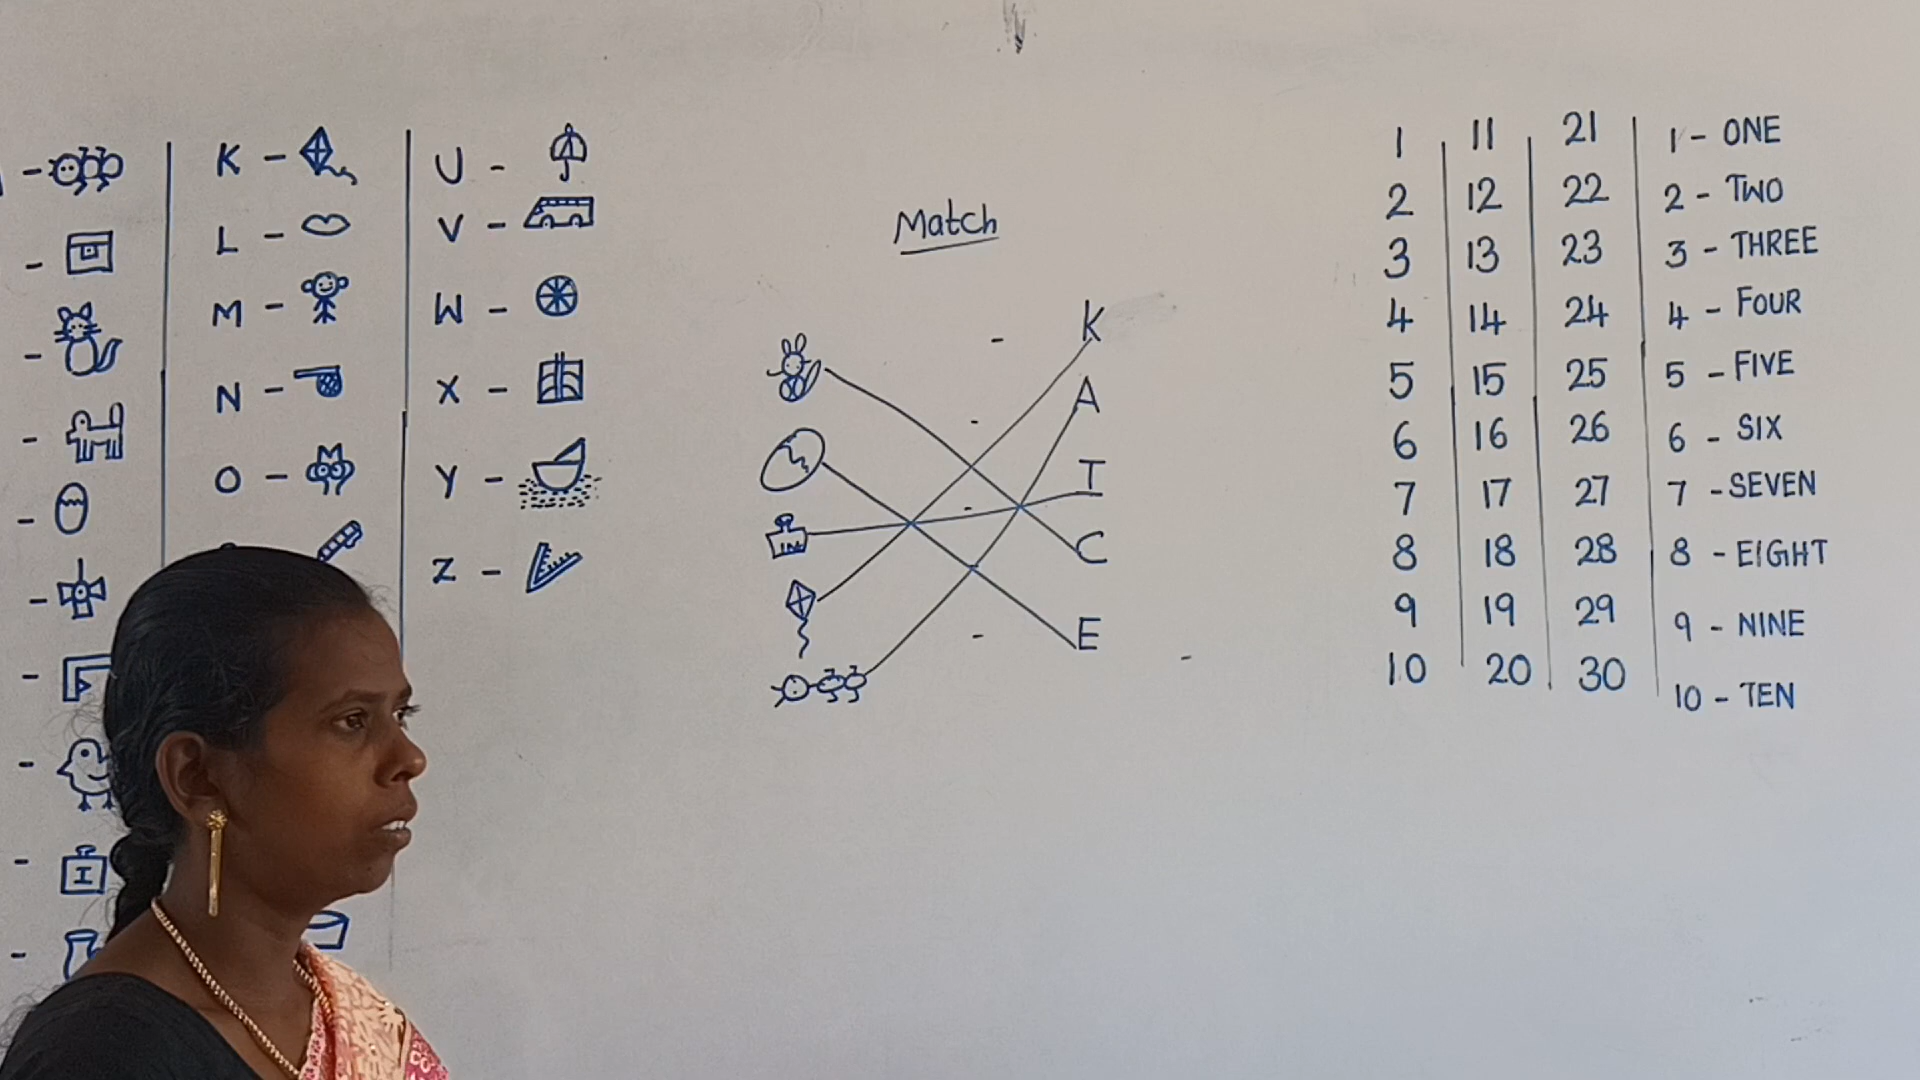 K -
L -
M -
N -
O -
U -
V -
W -
X -
Y -
Z -
I
Match
K
A
T
C
E
IN
1 11 21 1 - ONE
2 12 22 2 - TWO
3 13 23 3 - THREE
4 14 24 4 - FOUR
5 15 25 5 - FIVE
6 16 26 6 - SIX
7 17 27 7 - SEVEN
8 18 28 8 - EIGHT
9 19 29 9 - NINE
10 20 30 10 - TEN